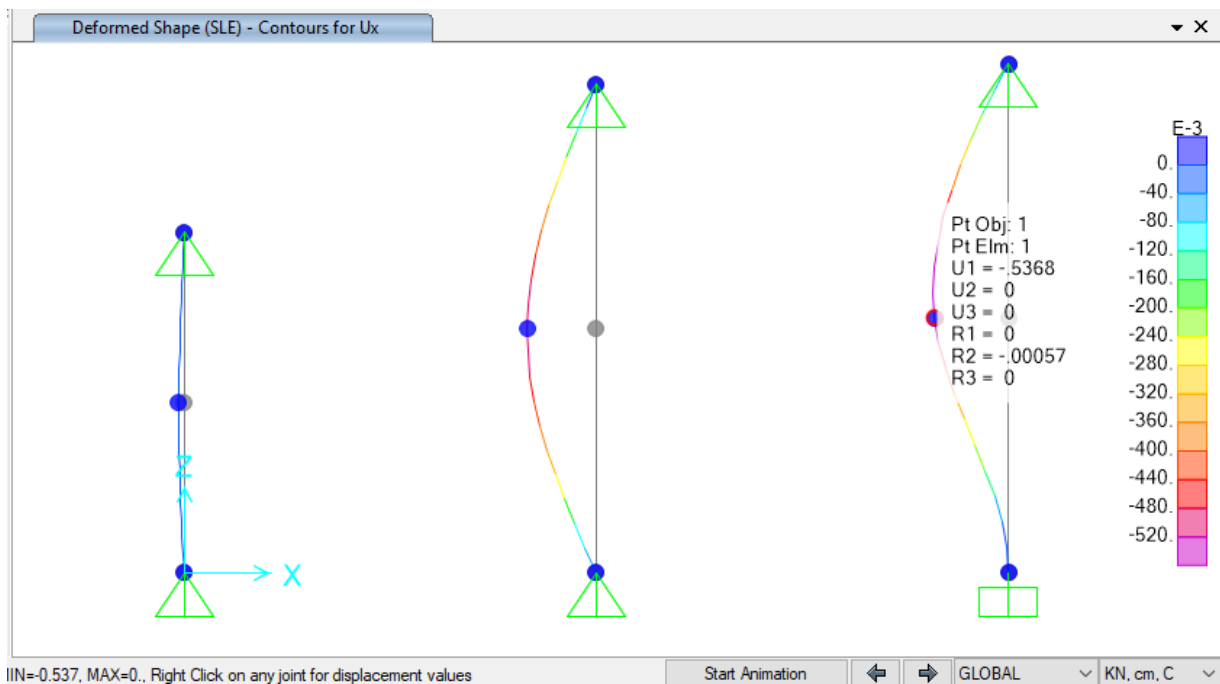 Deformed Shape (SLE) - Contours for Ux
Pt Obj: 1
Pt Elm: 1
U1 = -.5368
U2 = 0
U3 = 0
R1 = 0
R2 = -.00057
R3 = 0
Z
X
E-3
0.
-40.
-80.
-120.
-160.
-200.
-240.
-280.
-320.
-360.
-400.
-440.
-480.
-520.
IIN=-0.537, MAX=0., Right Click on any joint for displacement values
Start Animation
GLOBAL
KN, cm, C